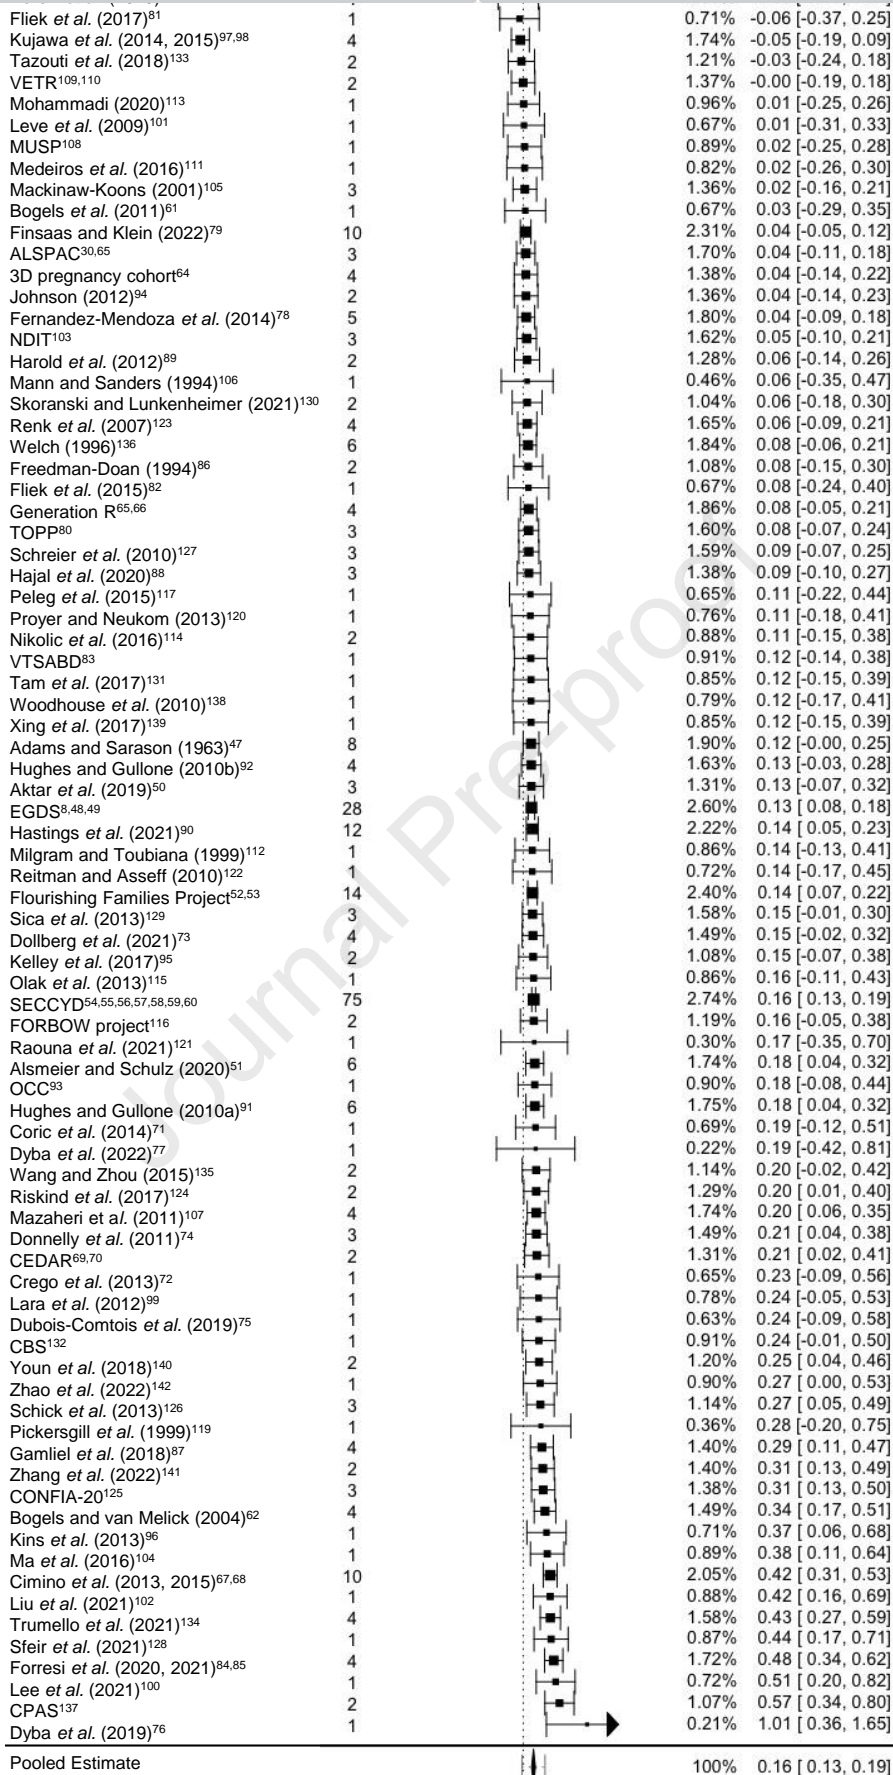 Fliek et al. (2017)81 1 0.71% -0.06 [-0.37, 0.25]
Kujawa et al. (2014, 2015)97,98 4 1.74% -0.05 [-0.19, 0.09]
Tazouti et al. (2018)133 2 1.21% -0.03 [-0.24, 0.18]
VETR109,110 2 1.37% -0.00 [-0.19, 0.18]
Mohammadi (2020)113 1 0.96% 0.01 [-0.25, 0.26]
Leve et al. (2009)101 1 0.67% 0.01 [-0.31, 0.33]
MUSP108 1 0.89% 0.02 [-0.25, 0.28]
Medeiros et al. (2016)111 1 0.82% 0.02 [-0.26, 0.30]
Mackinaw-Koons (2001)105 3 1.36% 0.02 [-0.16, 0.21]
Bogels et al. (2011)61 1 0.67% 0.03 [-0.29, 0.35]
Finsaas and Klein (2022)79 10 2.31% 0.04 [-0.05, 0.12]
ALSPAC30,65 3 1.70% 0.04 [-0.11, 0.18]
3D pregnancy cohort64 4 1.38% 0.04 [-0.14, 0.22]
Johnson (2012)94 2 1.36% 0.04 [-0.14, 0.23]
Fernandez-Mendoza et al. (2014)78 5 1.80% 0.04 [-0.09, 0.18]
NDIT103 3 1.62% 0.05 [-0.10, 0.21]
Harold et al. (2012)89 2 1.28% 0.06 [-0.14, 0.26]
Mann and Sanders (1994)106 1 0.46% 0.06 [-0.35, 0.47]
Skoranski and Lunkenheimer (2021)130 2 1.04% 0.06 [-0.18, 0.30]
Renk et al. (2007)123 4 1.65% 0.06 [-0.09, 0.21]
Welch (1996)136 6 1.84% 0.08 [-0.06, 0.21]
Freedman-Doan (1994)86 2 1.08% 0.08 [-0.15, 0.30]
Fliek et al. (2015)82 1 0.67% 0.08 [-0.24, 0.40]
Generation R65,66 4 1.86% 0.08 [-0.05, 0.21]
TOPP80 3 1.60% 0.08 [-0.07, 0.24]
Schreier et al. (2010)127 3 1.59% 0.09 [-0.07, 0.25]
Hajal et al. (2020)88 3 1.38% 0.09 [-0.10, 0.27]
Peleg et al. (2015)117 1 0.65% 0.11 [-0.22, 0.44]
Proyer and Neukom (2013)120 1 0.76% 0.11 [-0.18, 0.41]
Nikolic et al. (2016)114 2 0.88% 0.11 [-0.15, 0.38]
VTSABD83 1 0.91% 0.12 [-0.14, 0.38]
Tam et al. (2017)131 1 0.85% 0.12 [-0.15, 0.39]
Woodhouse et al. (2010)138 1 0.79% 0.12 [-0.17, 0.41]
Xing et al. (2017)139 1 0.85% 0.12 [-0.15, 0.39]
Adams and Sarason (1963)47 8 1.90% 0.12 [-0.00, 0.25]
Hughes and Gullone (2010b)92 4 1.63% 0.13 [-0.03, 0.28]
Aktar et al. (2019)50 3 1.31% 0.13 [-0.07, 0.32]
EGDS8,48,49 28 2.60% 0.13 [ 0.08, 0.18]
Hastings et al. (2021)90 12 2.22% 0.14 [ 0.05, 0.23]
Milgram and Toubiana (1999)112 1 0.86% 0.14 [-0.13, 0.41]
Reitman and Asseff (2010)122 1 0.72% 0.14 [-0.17, 0.45]
Flourishing Families Project52,53 14 2.40% 0.14 [ 0.07, 0.22]
Sica et al. (2013)129 3 1.58% 0.15 [-0.01, 0.30]
Dollberg et al. (2021)73 4 1.49% 0.15 [-0.02, 0.32]
Kelley et al. (2017)95 2 1.08% 0.15 [-0.07, 0.38]
Olak et al. (2013)115 1 0.86% 0.16 [-0.11, 0.43]
SECCYD54,55,56,57,58,59,60 75 2.74% 0.16 [ 0.13, 0.19]
FORBOW project116 2 1.19% 0.16 [-0.05, 0.38]
Raouna et al. (2021)121 1 0.30% 0.17 [-0.35, 0.70]
Alsmeier and Schulz (2020)51 6 1.74% 0.18 [ 0.04, 0.32]
OCC93 1 0.90% 0.18 [-0.08, 0.44]
Hughes and Gullone (2010a)91 6 1.75% 0.18 [ 0.04, 0.32]
Coric et al. (2014)71 1 0.69% 0.19 [-0.12, 0.51]
Dyba et al. (2022)77 1 0.22% 0.19 [-0.42, 0.81]
Wang and Zhou (2015)135 2 1.14% 0.20 [-0.02, 0.42]
Riskind et al. (2017)124 2 1.29% 0.20 [ 0.01, 0.40]
Mazaheri et al. (2011)107 4 1.74% 0.20 [ 0.06, 0.35]
Donnelly et al. (2011)74 3 1.49% 0.21 [ 0.04, 0.38]
CEDAR69,70 2 1.31% 0.21 [ 0.02, 0.41]
Crego et al. (2013)72 1 0.65% 0.23 [-0.09, 0.56]
Lara et al. (2012)99 1 0.78% 0.24 [-0.05, 0.53]
Dubois-Comtois et al. (2019)75 1 0.63% 0.24 [-0.09, 0.58]
CBS132 1 0.91% 0.24 [-0.01, 0.50]
Youn et al. (2018)140 2 1.20% 0.25 [ 0.04, 0.46]
Zhao et al. (2022)142 1 0.90% 0.27 [ 0.00, 0.53]
Schick et al. (2013)126 3 1.14% 0.27 [ 0.05, 0.49]
Pickersgill et al. (1999)119 1 0.36% 0.28 [-0.20, 0.75]
Gamliel et al. (2018)87 4 1.40% 0.29 [ 0.11, 0.47]
Zhang et al. (2022)141 2 1.40% 0.31 [ 0.13, 0.49]
CONFIA-20125 3 1.38% 0.31 [ 0.13, 0.50]
Bogels and van Melick (2004)62 4 1.49% 0.34 [ 0.17, 0.51]
Kins et al. (2013)96 1 0.71% 0.37 [ 0.06, 0.68]
Ma et al. (2016)104 1 0.89% 0.38 [ 0.11, 0.64]
Cimino et al. (2013, 2015)67,68 10 2.05% 0.42 [ 0.31, 0.53]
Liu et al. (2021)102 1 0.88% 0.42 [ 0.16, 0.69]
Trumello et al. (2021)134 4 1.58% 0.43 [ 0.27, 0.59]
Sfeir et al. (2021)128 1 0.87% 0.44 [ 0.17, 0.71]
Forresi et al. (2020, 2021)84,85 4 1.72% 0.48 [ 0.34, 0.62]
Lee et al. (2021)100 1 0.72% 0.51 [ 0.20, 0.82]
CPAS137 2 1.07% 0.57 [ 0.34, 0.80]
Dyba et al. (2019)76 1 0.21% 1.01 [ 0.36, 1.65]
Pooled Estimate 100% 0.16 [ 0.13, 0.19]
Journal Pre-proof